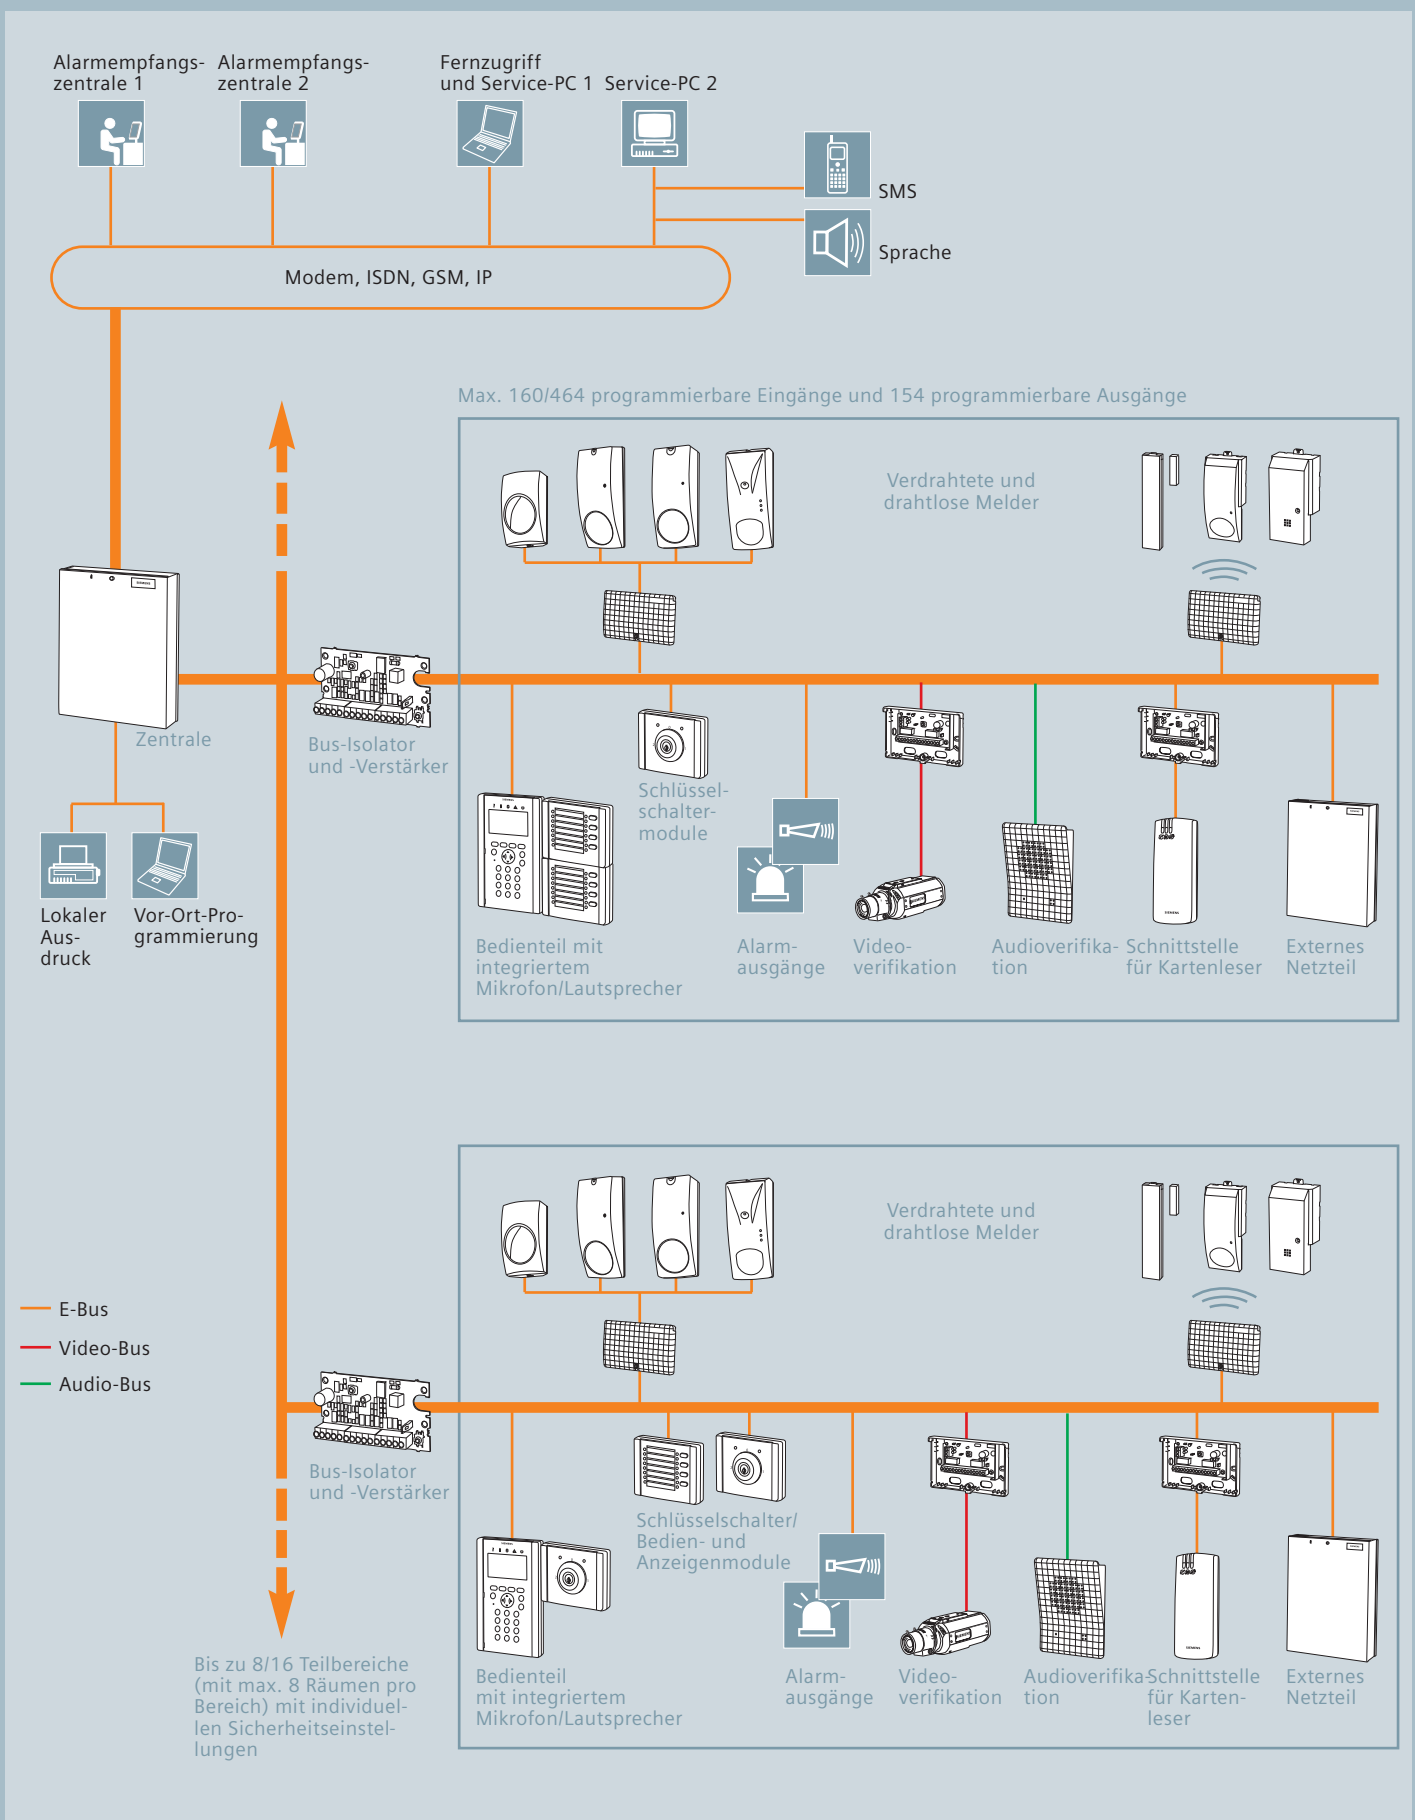 Alarmempfangs-
zentrale 1
Alarmempfangs-
zentrale 2
Fernzugriff
und Service-PC 1
Service-PC 2
SMS
Sprache
Modem, ISDN, GSM, IP
Max. 160/464 programmierbare Eingänge und 154 programmierbare Ausgänge
Verdrahtete und
drahtlose Melder
SIEMENS
Zentrale
Bus-Isolator
und -Verstärker
Lokaler
Aus-
druck
Vor-Ort-Pro-
grammierung
Schlüssel-
schalter-
module
Bedienteil mit
integriertem
Mikrofon/Lautsprecher
Alarm-
ausgänge
Video-
verifikation
Audioverifika-
tion
Schnittstelle
für Kartenleser
Externes
Netzteil
Verdrahtete und
drahtlose Melder
E-Bus
Video-Bus
Audio-Bus
Bus-Isolator
und -Verstärker
Schlüsselschalter/
Bedien- und
Anzeigenmodule
Bedienteil
mit integriertem
Mikrofon/Lautsprecher
Alarm-
ausgänge
Video-
verifikation
Audioverifika-
tion
Schnittstelle
für Karten-
leser
Externes
Netzteil
Bis zu 8/16 Teilbereiche
(mit max. 8 Räumen pro
Bereich) mit individuel-
len Sicherheitseinstel-
lungen